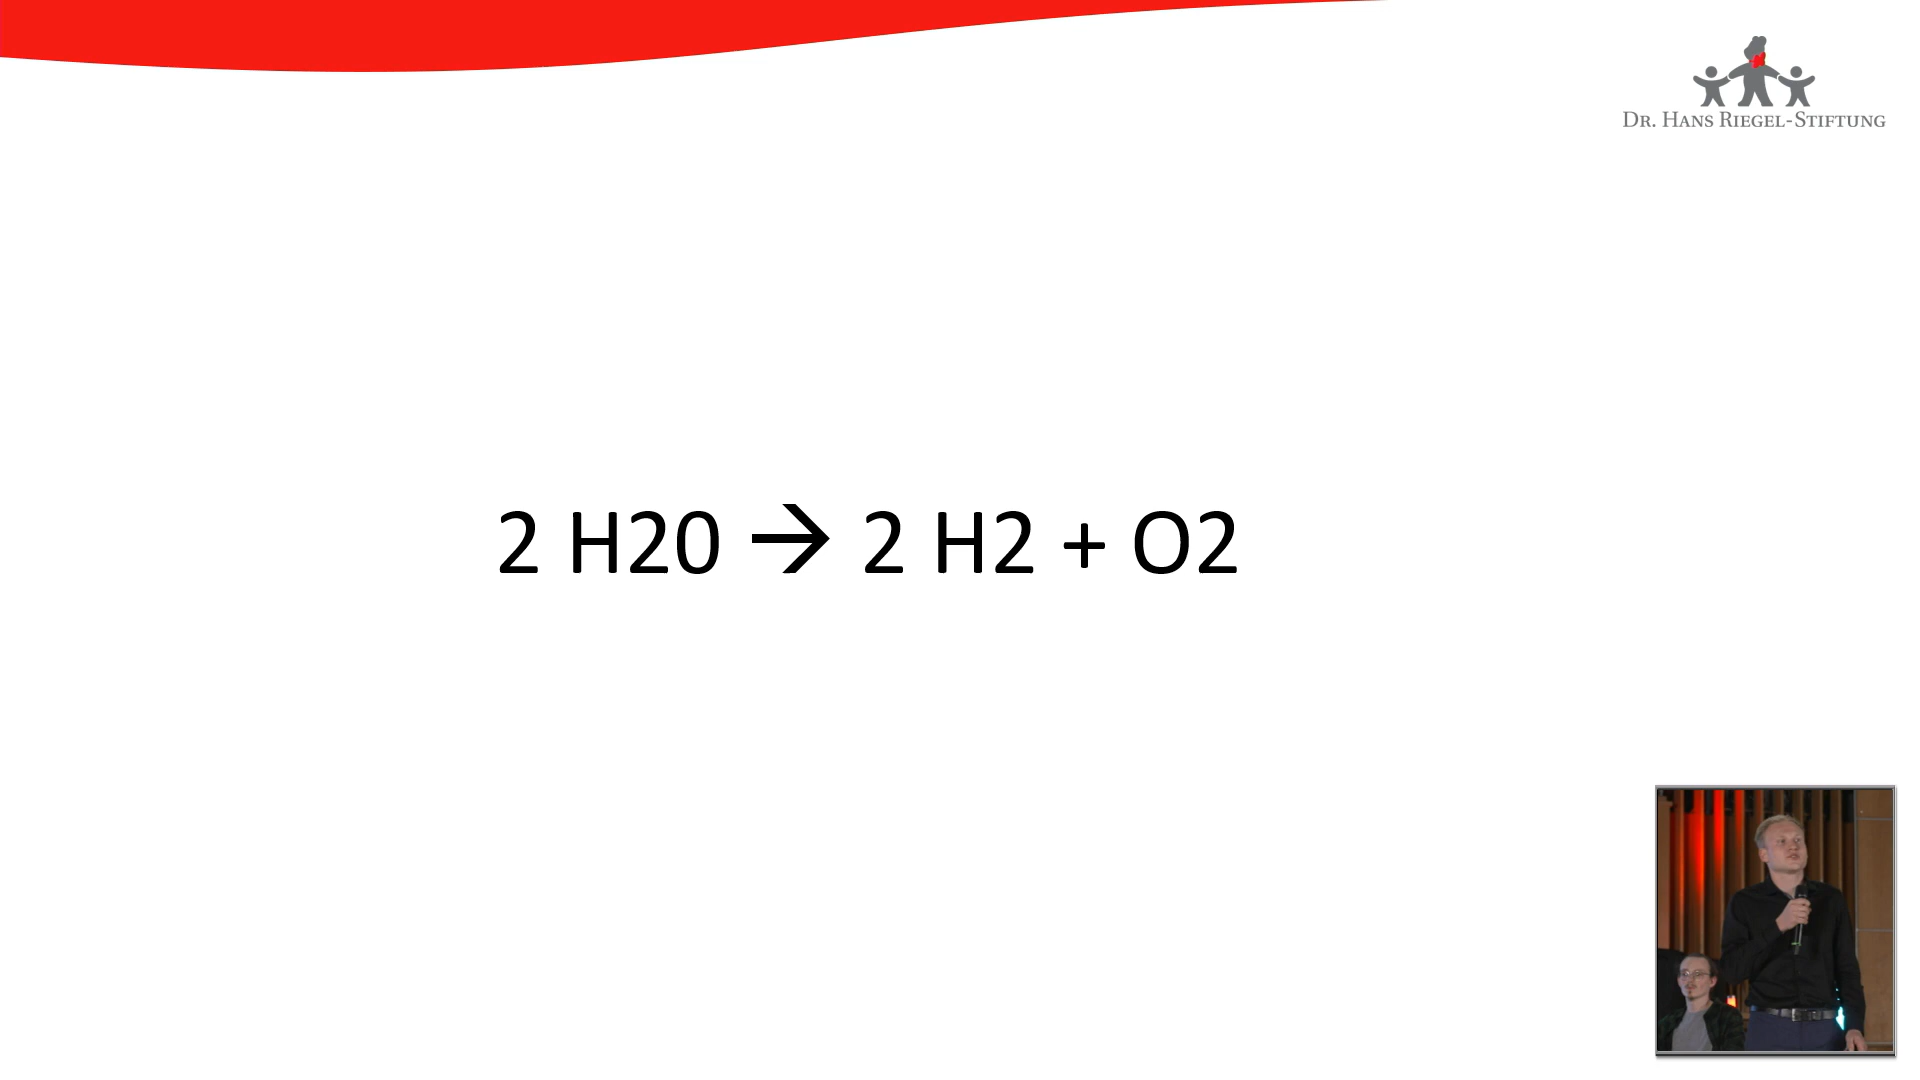 DR. HANS RIEGEL-STIFTUNG
2 H20 → 2 H2 + O2